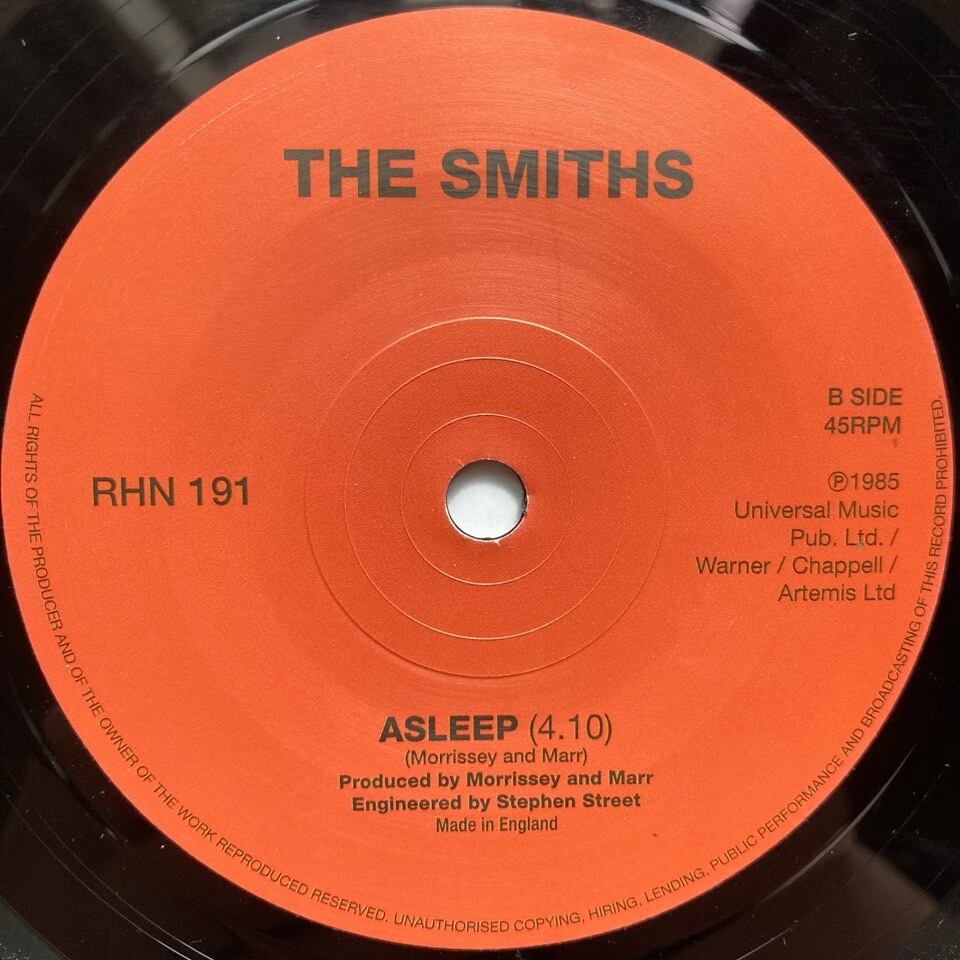 THE SMITHS
B SIDE
45RPM
RHN 191
℗1985
Universal Music
Pub. Ltd. /
Warner / Chappell /
Artemis Ltd
ASLEEP (4.10)
(Morrissey and Marr)
Produced by Morrissey and Marr
Engineered by Stephen Street
Made in England
ALL RIGHTS OF THE PRODUCER AND OF THE OWNER OF THE WORK REPRODUCED RESERVED. UNAUTHORISED COPYING, HIRING, LENDING, PUBLIC PERFORMANCE AND BROADCASTING OF THIS RECORD PROHIBITED.